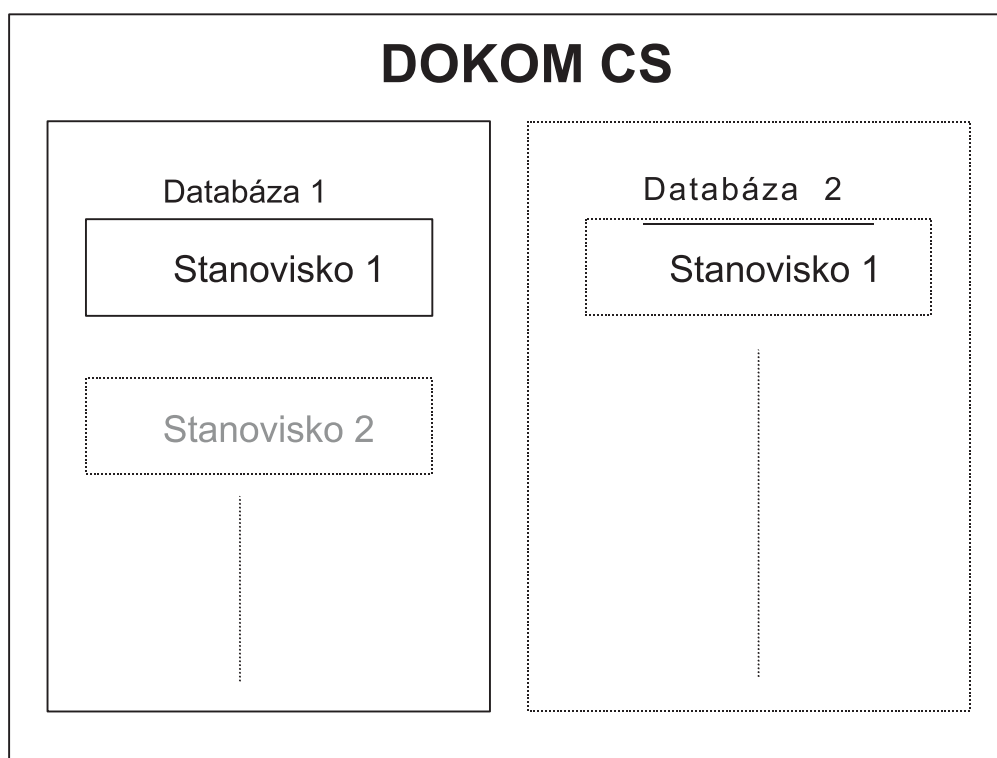 DOKOM CS
Databáza 1
Stanovisko 1
Stanovisko 2
Databáza 2
Stanovisko 1